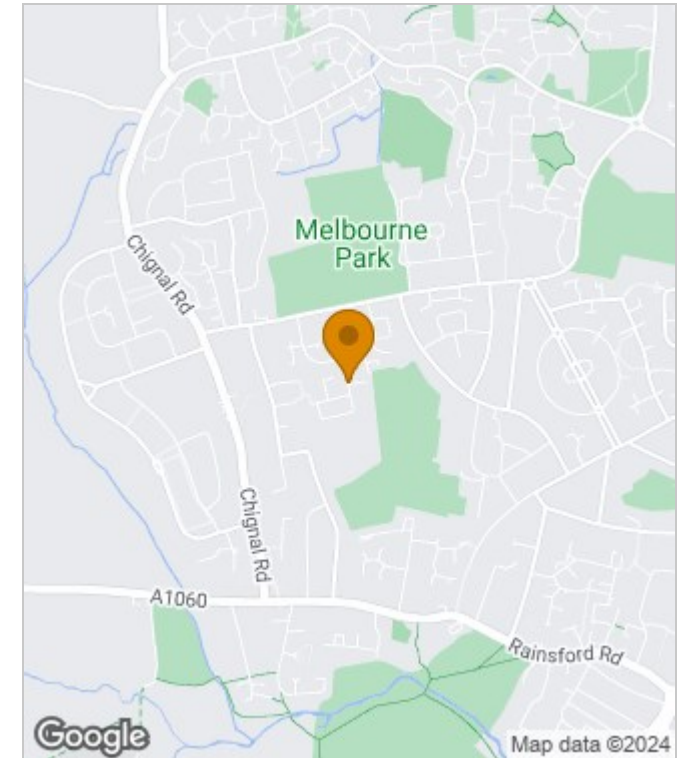 Melbourne
Park
Chignal Rd
Chignal Rd
A1060
Rainsford Rd
Google
Map data ©2024